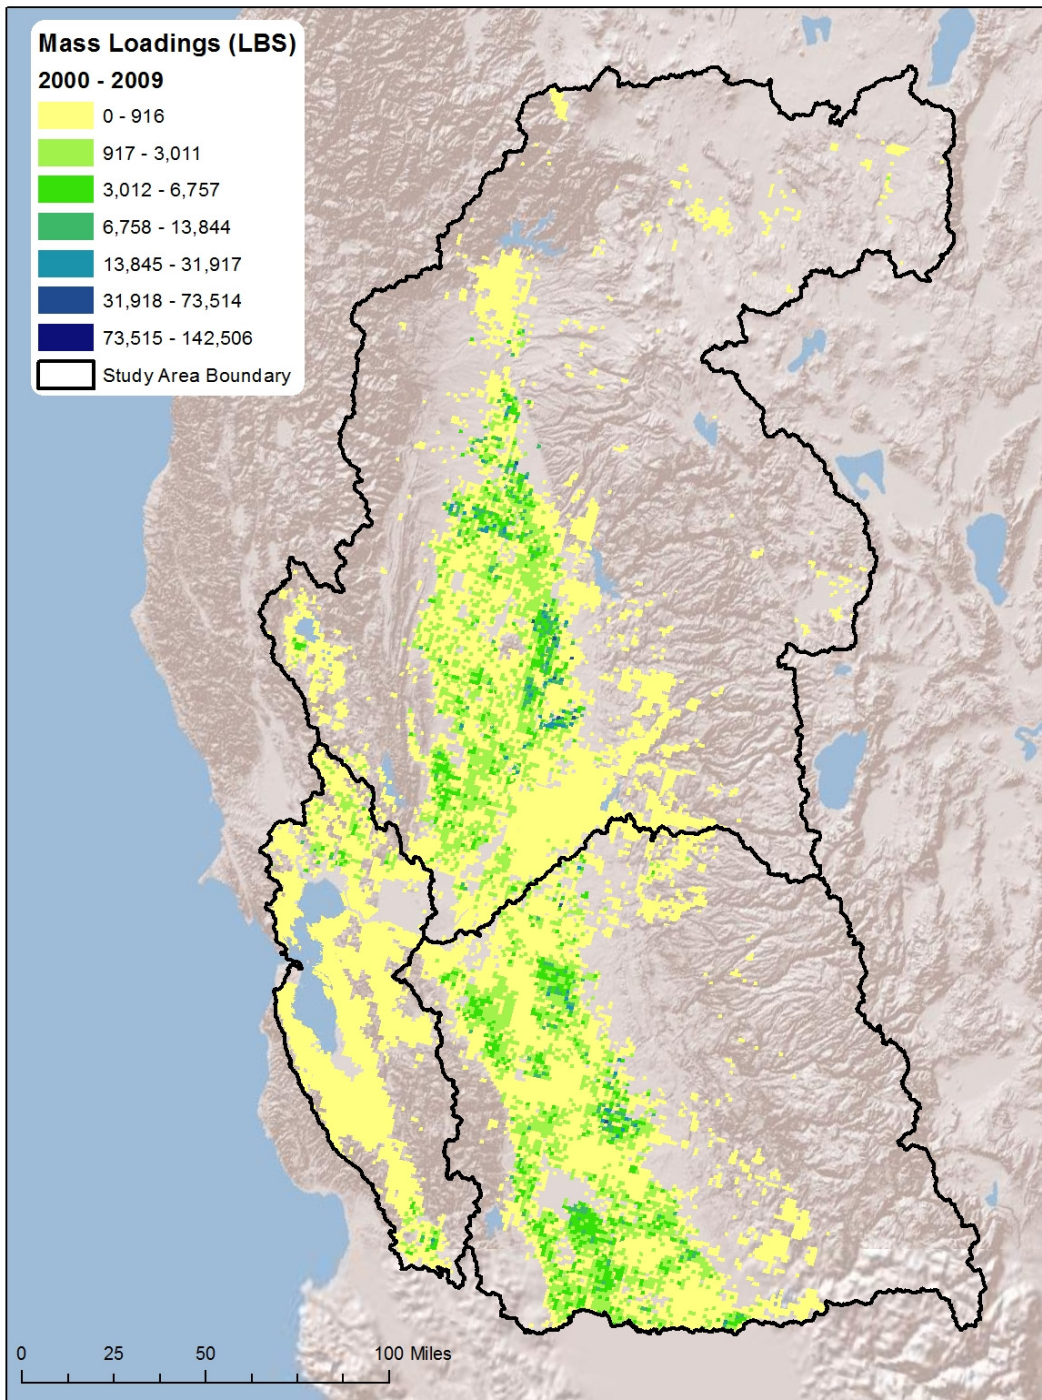 Mass Loadings (LBS)
2000 - 2009
0 - 916
917 - 3,011
3,012 - 6,757
6,758 - 13,844
13,845 - 31,917
31,918 - 73,514
73,515 - 142,506
Study Area Boundary
0 25 50 100 Miles